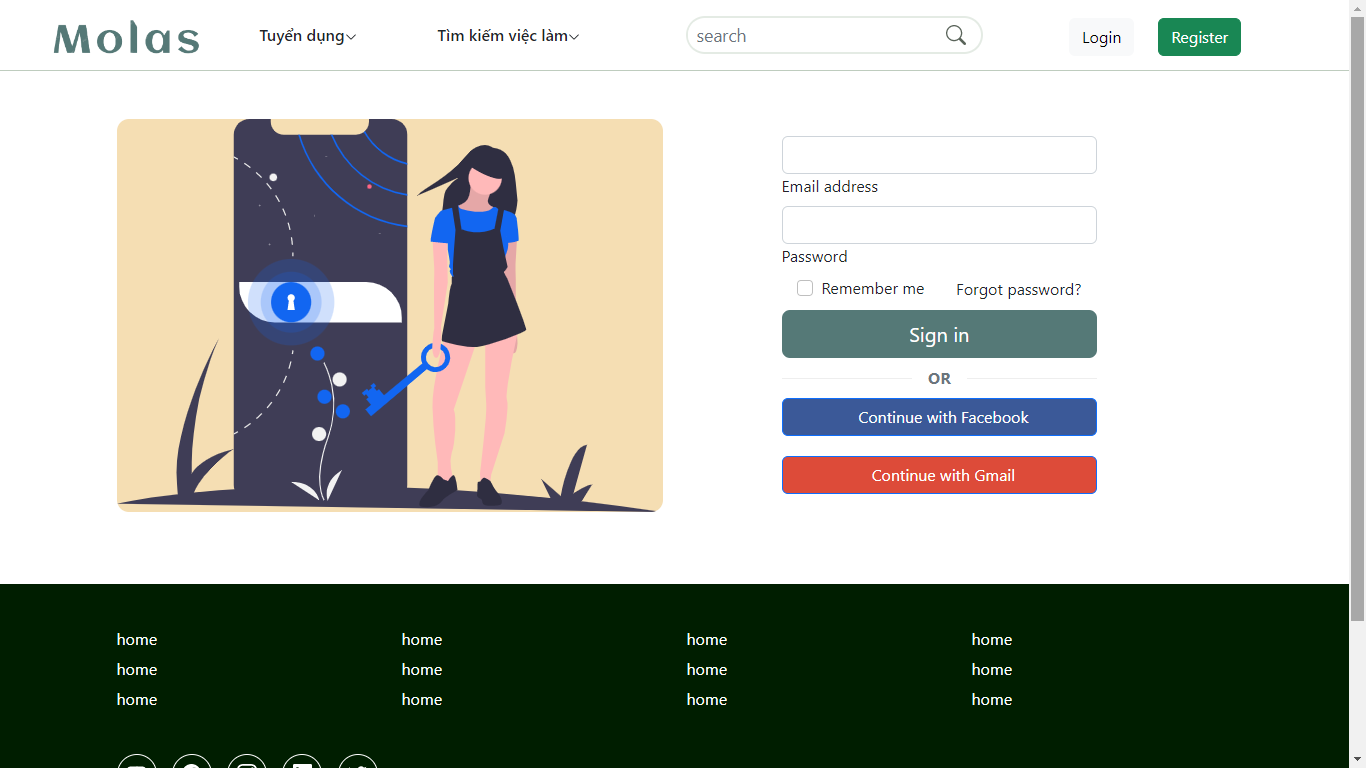 Molas
Tuyển dụng
Tìm kiếm việc làm
search
Login
Register
Email address
Password
Remember me
Forgot password?
Sign in
OR
Continue with Facebook
Continue with Gmail
home home home home
home home home home
home home home home